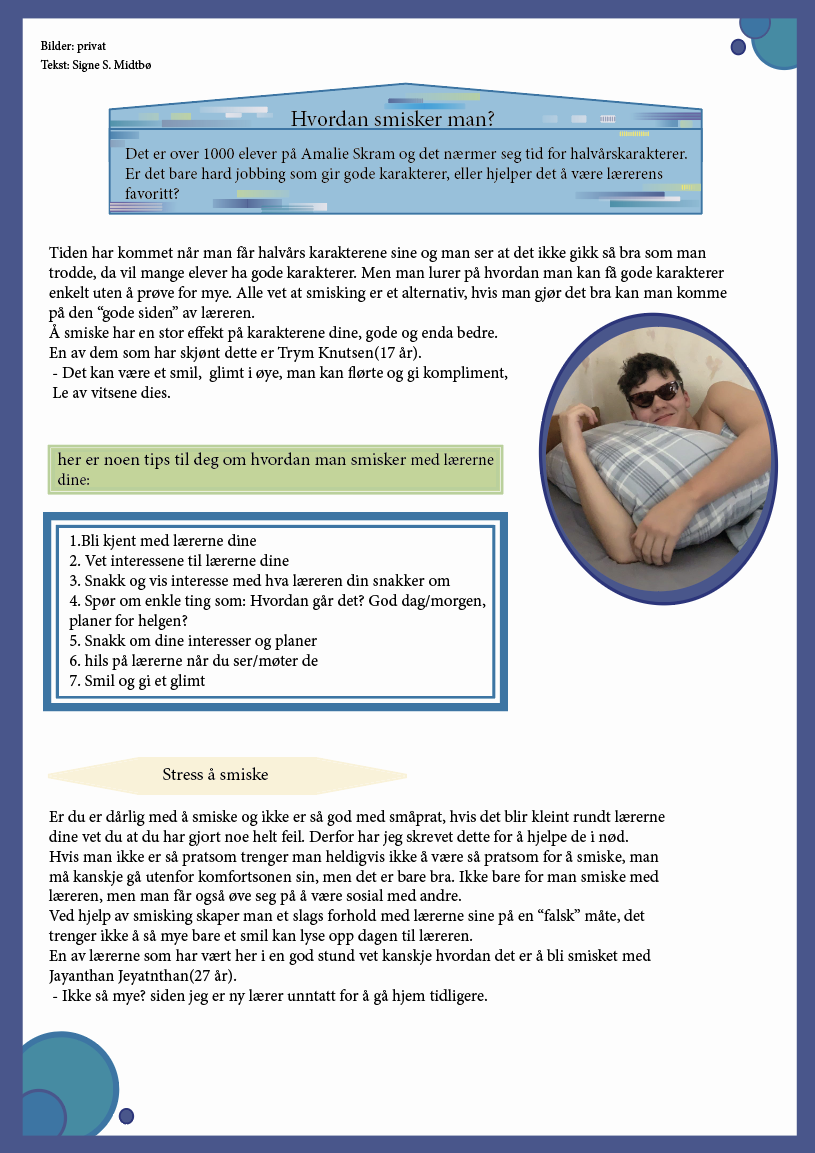 Bilder: privat
Tekst: Signe S. Midtbø
Hvordan smisker man?
Det er over 1000 elever på Amalie Skram og det nærmer seg tid for halvårskarakterer.
Er det bare hard jobbing som gir gode karakterer, eller hjelper det å være lærerens
favoritt?
Tiden har kommet når man får halvårs karakterene sine og man ser at det ikke gikk så bra som man
trodde, da vil mange elever ha gode karakterer. Men man lurer på hvordan man kan få gode karakterer
enkelt uten å prøve for mye. Alle vet at smisking er et alternativ, hvis man gjør det bra kan man komme
på den “gode siden” av læreren.
Å smiske har en stor effekt på karakterene dine, gode og enda bedre.
En av dem som har skjønt dette er Trym Knutsen(17 år).
- Det kan være et smil, glimt i øye, man kan flørte og gi kompliment,
Le av vitsene dies.
her er noen tips til deg om hvordan man smisker med lærerne
dine:
1.Bli kjent med lærerne dine
2. Vet interessene til lærerne dine
3. Snakk og vis interesse med hva læreren din snakker om
4. Spør om enkle ting som: Hvordan går det? God dag/morgen,
planer for helgen?
5. Snakk om dine interesser og planer
6. hils på lærerne når du ser/møter de
7. Smil og gi et glimt
Stress å smiske
Er du er dårlig med å smiske og ikke er så god med småprat, hvis det blir kleint rundt lærerne
dine vet du at du har gjort noe helt feil. Derfor har jeg skrevet dette for å hjelpe de i nød.
Hvis man ikke er så pratsom trenger man heldigvis ikke å være så pratsom for å smiske, man
må kanskje gå utenfor komfortsonen sin, men det er bare bra. Ikke bare for man smiske med
læreren, men man får også øve seg på å være sosial med andre.
Ved hjelp av smisking skaper man et slags forhold med lærerne sine på en “falsk” måte, det
trenger ikke å så mye bare et smil kan lyse opp dagen til læreren.
En av lærerne som har vært her i en god stund vet kanskje hvordan det er å bli smisket med
Jayanthan Jeyatnthan(27 år).
- Ikke så mye? siden jeg er ny lærer unntatt for å gå hjem tidligere.